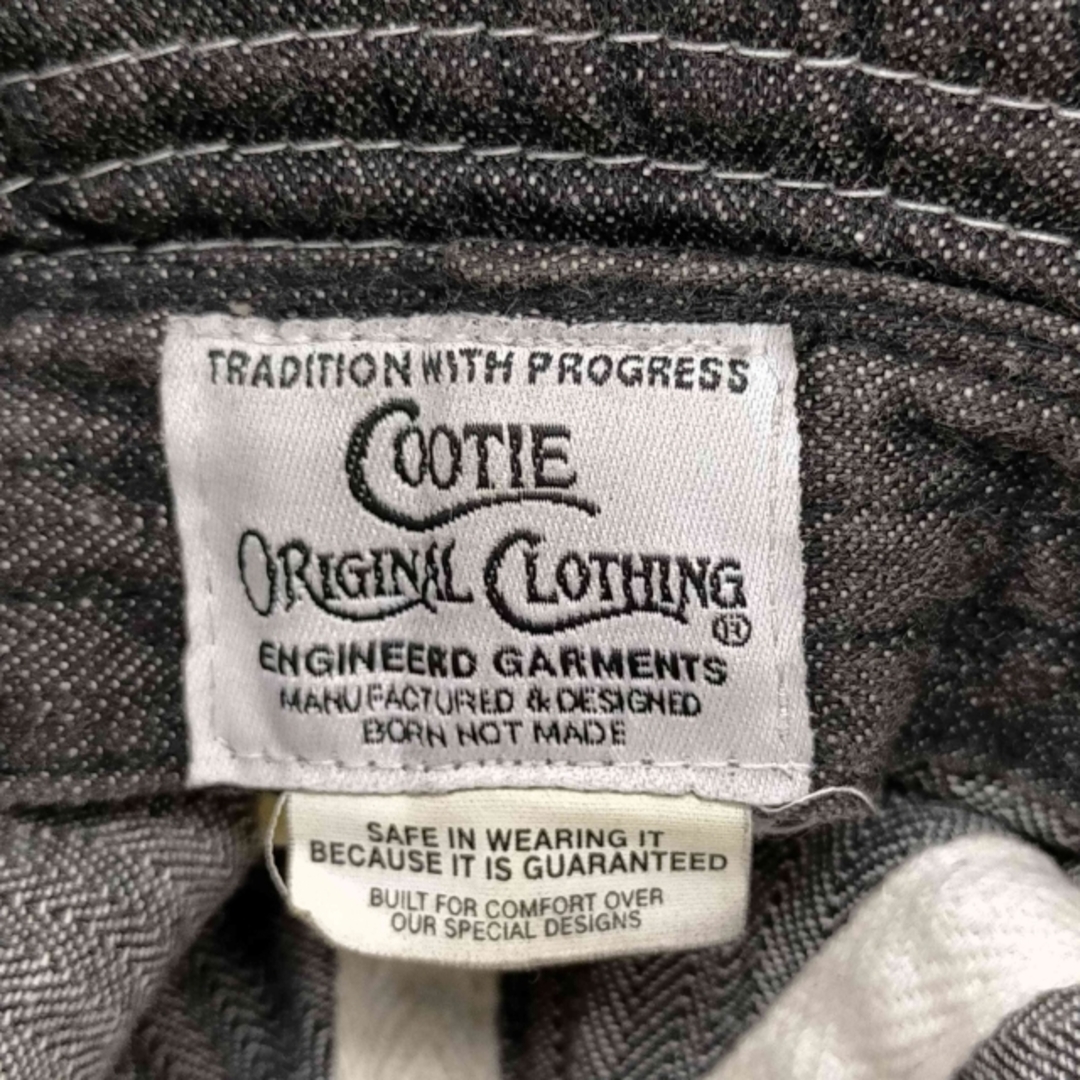 TRADITION WITH PROGRESS
COOTIE
ORIGINAL CLOTHING
®
ENGINEERD GARMENTS
MANUFACTURED & DESIGNED
BORN NOT MADE
SAFE IN WEARING IT
BECAUSE IT IS GUARANTEED
BUILT FOR COMFORT OVER
OUR SPECIAL DESIGNS